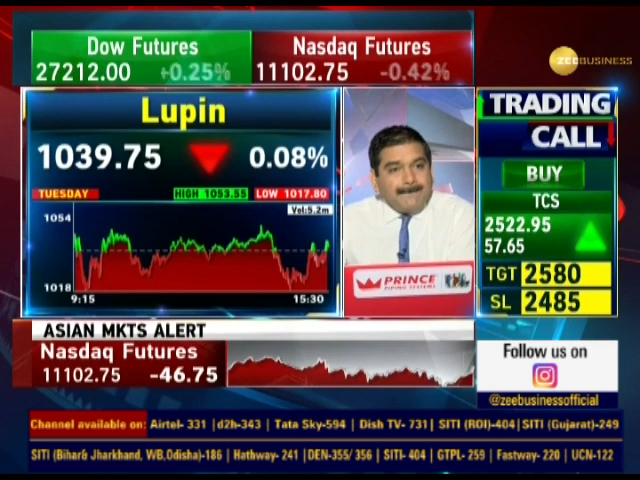 Dow Futures
27212.00 +0.25%
Nasdaq Futures
11102.75 -0.42%
ZEEBUSINESS
Lupin
1039.75 0.08%
TUESDAY HIGH 1053.55 LOW 1017.80
Vol:5.2m
1054
1018
9:15 15:30
PRINCE
PIPING SYSTEMS
TRADING
CALL
BUY
TCS
2522.95
57.65
TGT 2580
SL 2485
ASIAN MKTS ALERT
Nasdaq Futures
11102.75 -46.75
Follow us on
@zeebusinessofficial
Channel available on: Airtel- 331 | d2h-343 | Tata Sky-594 | Dish TV- 731| SITI (ROI)-404| SITI (Gujarat)-249
SITI (Bihar& Jharkhand, WB,Odisha)-186 | Hathway- 241 |DEN-355/ 356 | SITI- 404 | GTPL- 259 | Fastway- 220 | UCN-122